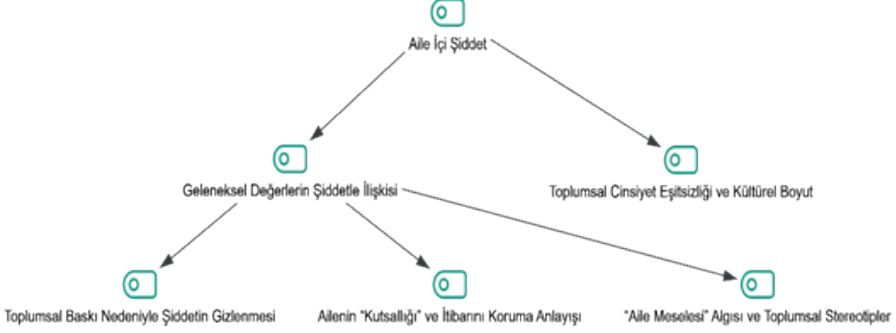 Aile İçi Şiddet
Geleneksel Değerlerin Şiddetle İlişkisi
Toplumsal Cinsiyet Eşitsizliği ve Kültürel Boyut
Toplumsal Baskı Nedeniyle Şiddetin Gizlenmesi
Ailenin “Kutsallığı” ve İtibarını Koruma Anlayışı
“Aile Meselesi” Algısı ve Toplumsal Stereotipler